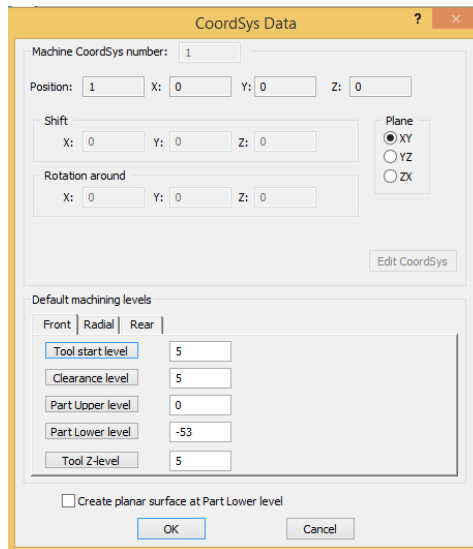 CoordSys Data ? ×
Machine CoordSys number: 1
Position: 1 X: 0 Y: 0 Z: 0
Shift
X: 0 Y: 0 Z: 0
Plane
XY
YZ
ZX
Rotation around
X: 0 Y: 0 Z: 0
Edit CoordSys
Default machining levels
Front Radial Rear
Tool start level 5
Clearance level 5
Part Upper level 0
Part Lower level -53
Tool Z-level 5
Create planar surface at Part Lower level
OK Cancel